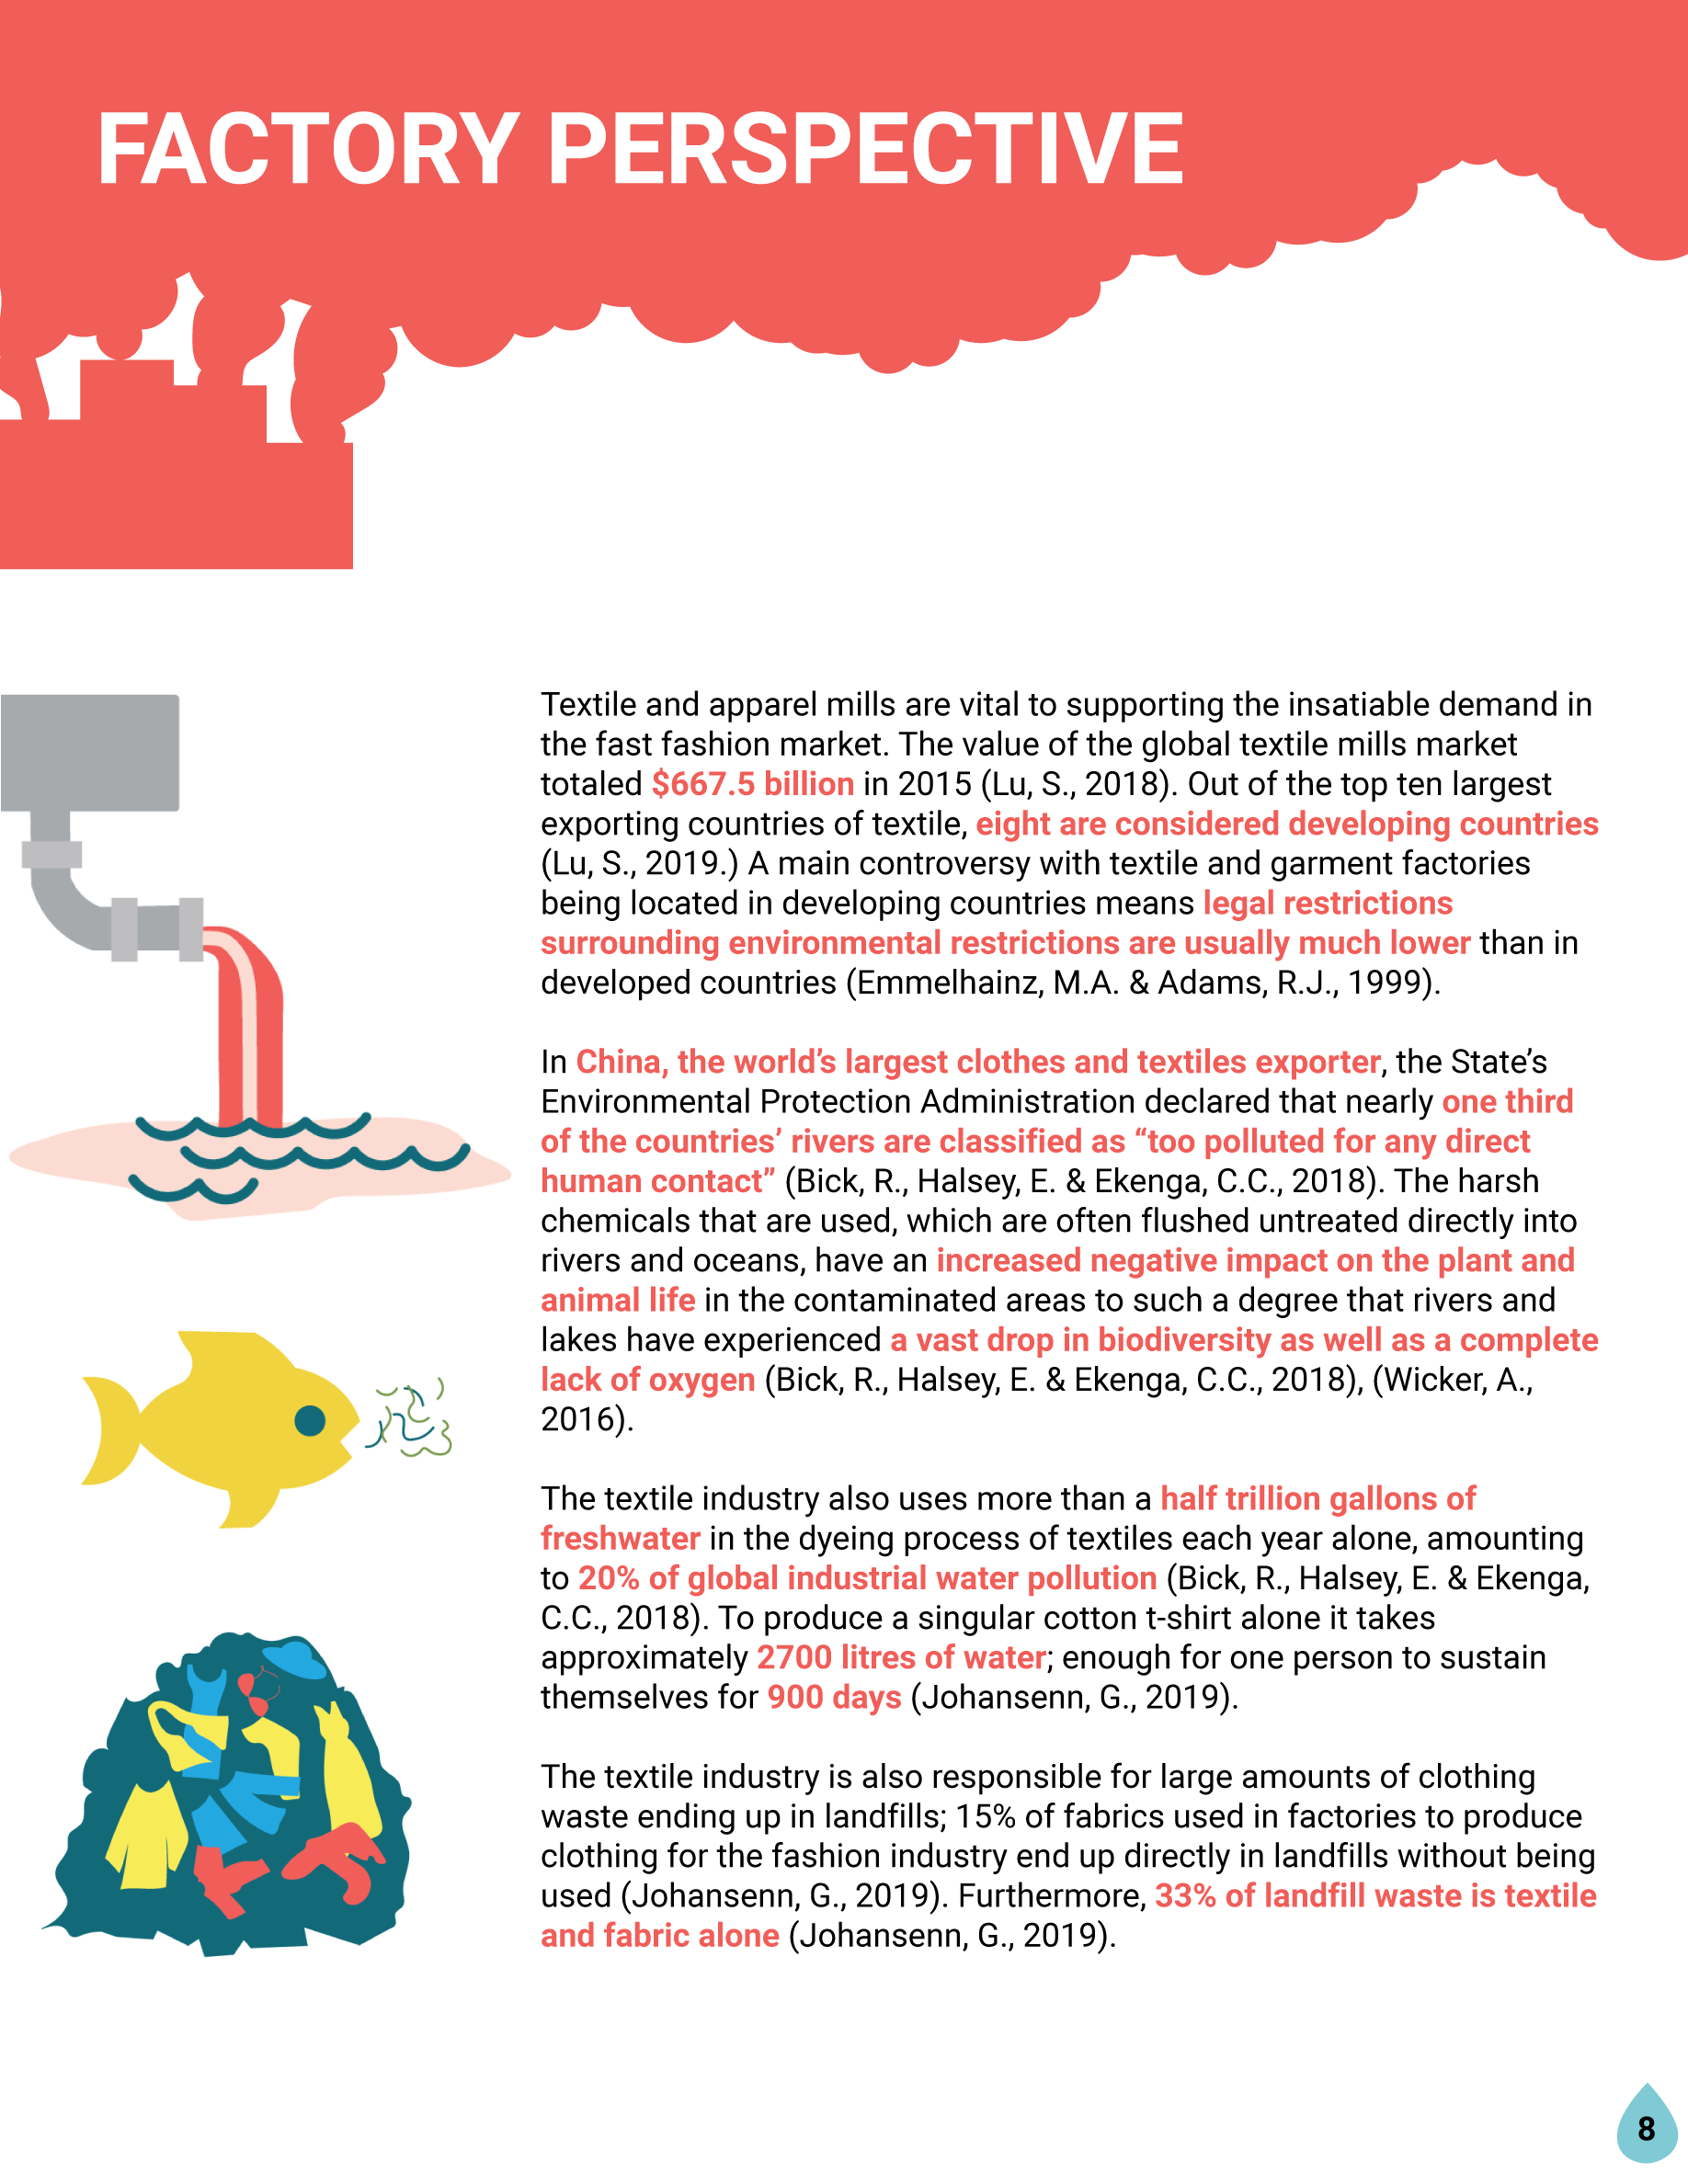 FACTORY PERSPECTIVE
Textile and apparel mills are vital to supporting the insatiable demand in
the fast fashion market. The value of the global textile mills market
totaled $667.5 billion in 2015 (Lu, S., 2018). Out of the top ten largest
exporting countries of textile, eight are considered developing countries
(Lu, S., 2019.) A main controversy with textile and garment factories
being located in developing countries means legal restrictions
surrounding environmental restrictions are usually much lower than in
developed countries (Emmelhainz, M.A. & Adams, R.J., 1999).
In China, the world’s largest clothes and textiles exporter, the State’s
Environmental Protection Administration declared that nearly one third
of the countries’ rivers are classified as “too polluted for any direct
human contact” (Bick, R., Halsey, E. & Ekenga, C.C., 2018). The harsh
chemicals that are used, which are often flushed untreated directly into
rivers and oceans, have an increased negative impact on the plant and
animal life in the contaminated areas to such a degree that rivers and
lakes have experienced a vast drop in biodiversity as well as a complete
lack of oxygen (Bick, R., Halsey, E. & Ekenga, C.C., 2018), (Wicker, A.,
2016).
The textile industry also uses more than a half trillion gallons of
freshwater in the dyeing process of textiles each year alone, amounting
to 20% of global industrial water pollution (Bick, R., Halsey, E. & Ekenga,
C.C., 2018). To produce a singular cotton t-shirt alone it takes
approximately 2700 litres of water; enough for one person to sustain
themselves for 900 days (Johansenn, G., 2019).
The textile industry is also responsible for large amounts of clothing
waste ending up in landfills; 15% of fabrics used in factories to produce
clothing for the fashion industry end up directly in landfills without being
used (Johansenn, G., 2019). Furthermore, 33% of landfill waste is textile
and fabric alone (Johansenn, G., 2019).
8